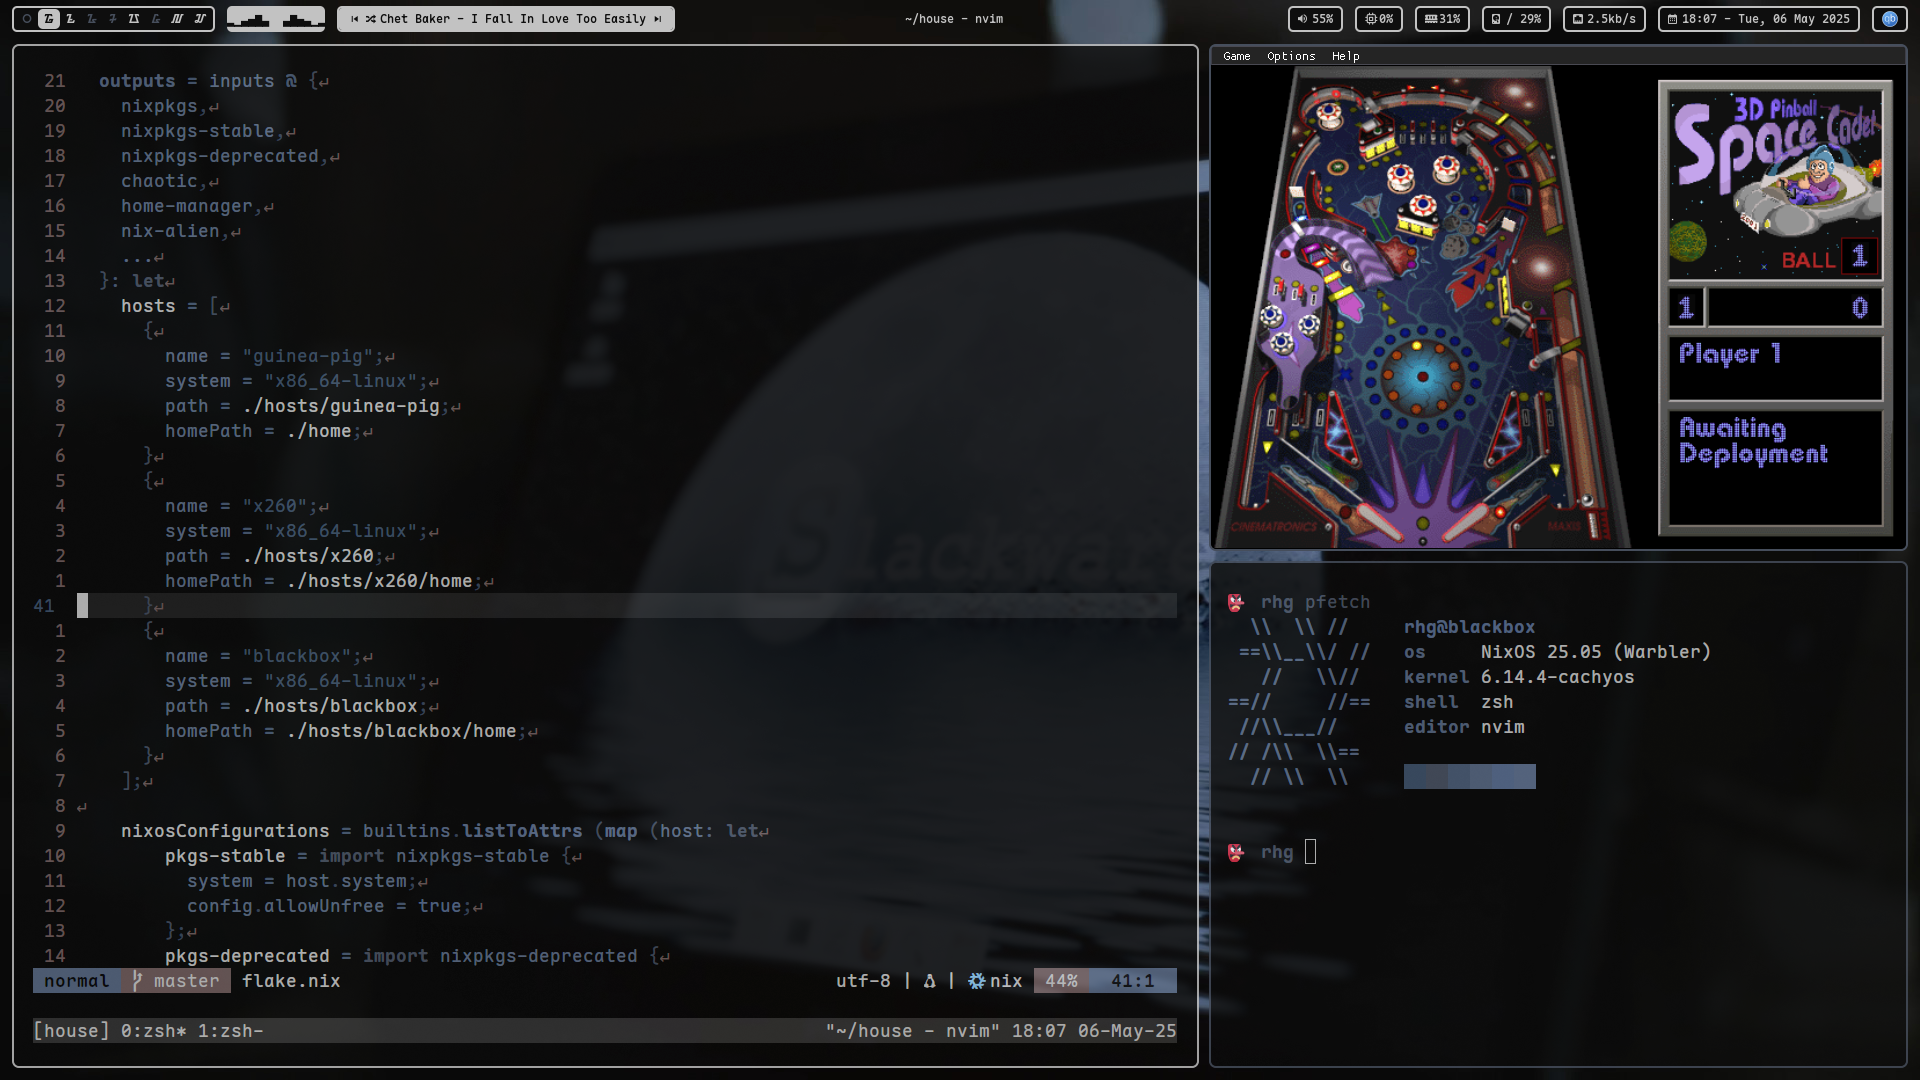 Chet Baker - I Fall In Love Too Easily
~/house - nvim
55%
0%
31%
/ 29%
2.5kb/s
18:07 - Tue, 06 May 2025
qb
21 outputs = inputs @ {↵
20 nixpkgs,↵
19 nixpkgs-stable,↵
18 nixpkgs-deprecated,↵
17 chaotic,↵
16 home-manager,↵
15 nix-alien,↵
14 ...↵
13 }: let↵
12 hosts = [↵
11 {↵
10 name = "guinea-pig";↵
9 system = "x86_64-linux";↵
8 path = ./hosts/guinea-pig;↵
7 homePath = ./home;↵
6 }↵
5 {↵
4 name = "x260";↵
3 system = "x86_64-linux";↵
2 path = ./hosts/x260;↵
1 homePath = ./hosts/x260/home;↵
41 }↵
1 {↵
2 name = "blackbox";↵
3 system = "x86_64-linux";↵
4 path = ./hosts/blackbox;↵
5 homePath = ./hosts/blackbox/home;↵
6 }↵
7 ];↵
8 ↵
9 nixosConfigurations = builtins.listToAttrs (map (host: let↵
10 pkgs-stable = import nixpkgs-stable {↵
11 system = host.system;↵
12 config.allowUnfree = true;↵
13 };↵
14 pkgs-deprecated = import nixpkgs-deprecated {↵
normal master flake.nix utf-8 | | nix 44% 41:1
[house] 0:zsh* 1:zsh- "~/house - nvim" 18:07 06-May-25
Slackware
Game Options Help
3D Pinball
Space Cadet
BALL 1
1 0
Player 1
Awaiting
Deployment
CINEMATRONICS
MAXIS
rhg pfetch
\\ \\ // rhg@blackbox
==\\__\\/ // os NixOS 25.05 (Warbler)
// \\// kernel 6.14.4-cachyos
==// //== shell zsh
//\\___// editor nvim
// /\\ \\==
// \\ \\
rhg